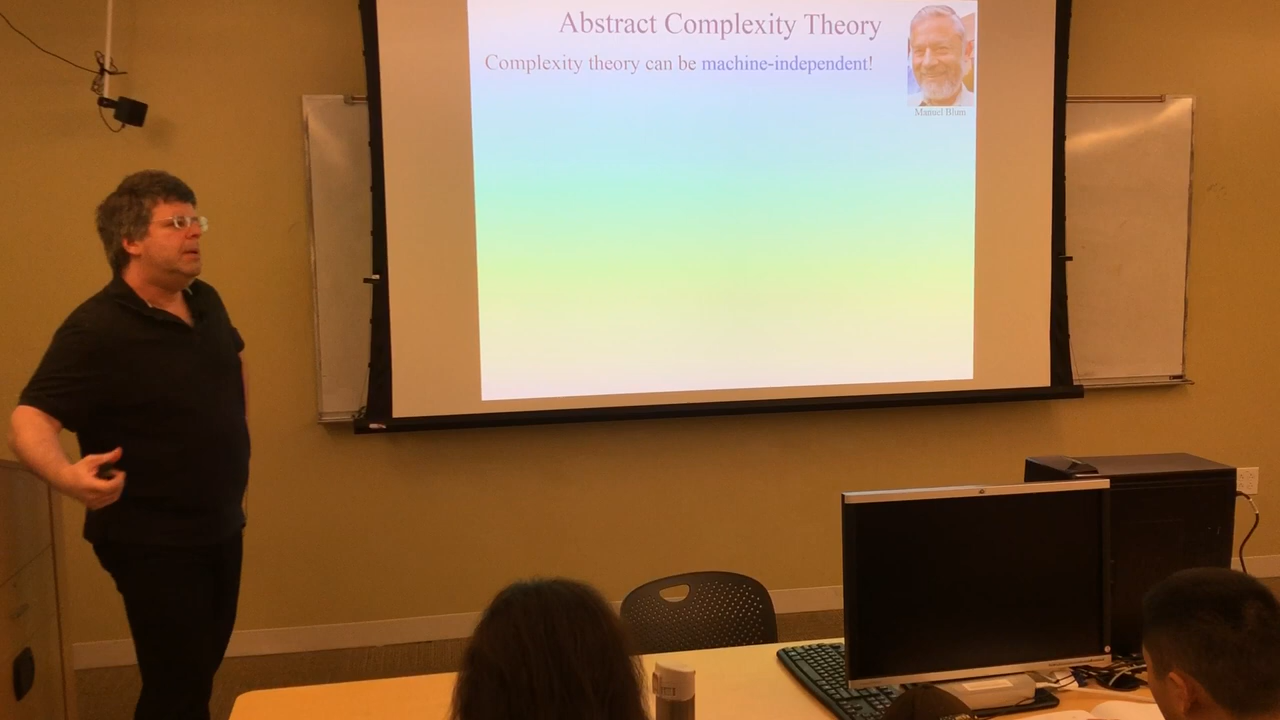 Abstract Complexity Theory
Complexity theory can be machine-independent!
Manuel Blum